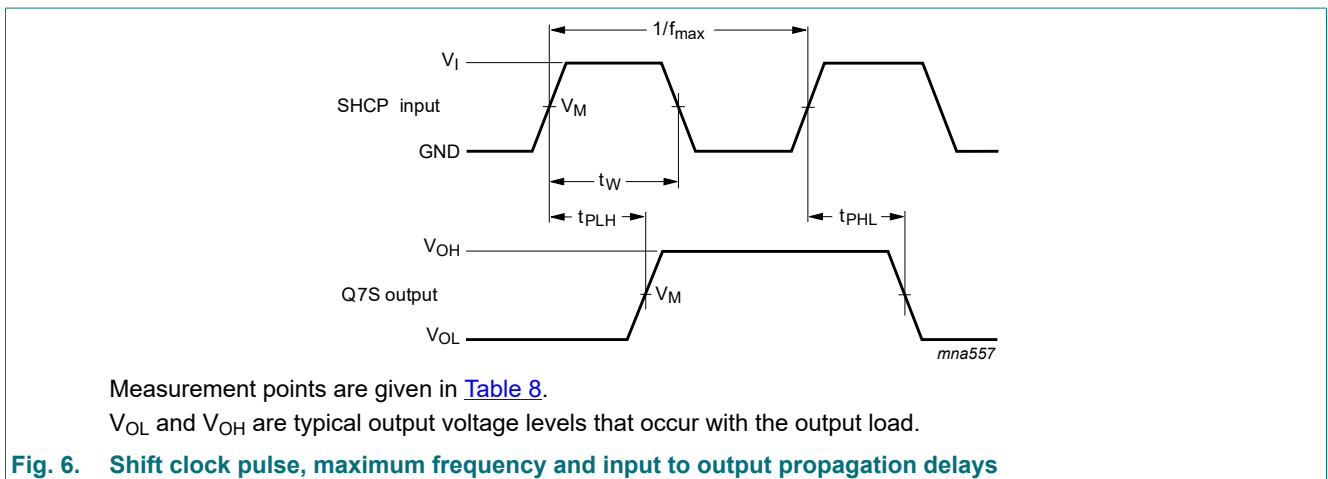 1/fmax
VI
SHCP input
VM
GND
tW
tPLH
tPHL
VOH
Q7S output
VM
VOL
mna557
Measurement points are given in Table 8.
VOL and VOH are typical output voltage levels that occur with the output load.
Fig. 6. Shift clock pulse, maximum frequency and input to output propagation delays